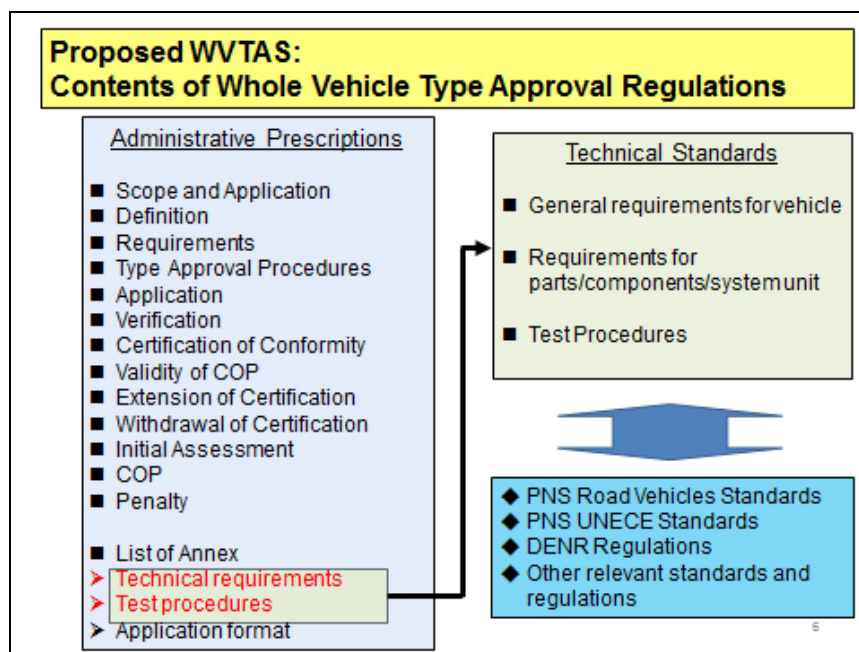 Proposed WVTAS:
Contents of Whole Vehicle Type Approval Regulations
Administrative Prescriptions
■ Scope and Application
■ Definition
■ Requirements
■ Type Approval Procedures
■ Application
■ Verification
■ Certification of Conformity
■ Validity of COP
■ Extension of Certification
■ Withdrawal of Certification
■ Initial Assessment
■ COP
■ Penalty
■ List of Annex
➢ Technical requirements
➢ Test procedures
➢ Application format
Technical Standards
■ General requirements for vehicle
■ Requirements for
parts/components/system unit
■ Test Procedures
◆ PNS Road Vehicles Standards
◆ PNS UNECE Standards
◆ DENR Regulations
◆ Other relevant standards and
regulations
6